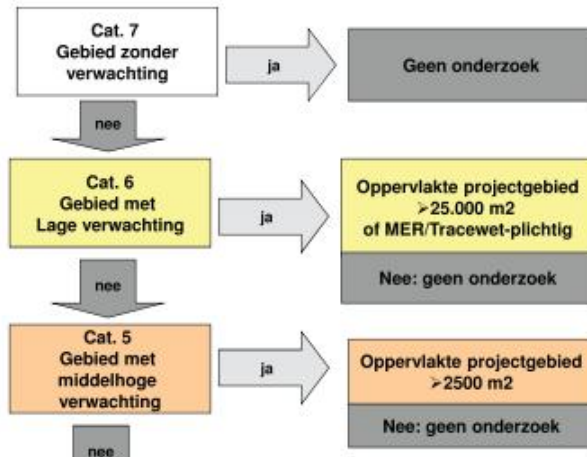 Cat. 7
Gebied zonder
verwachting
ja
Geen onderzoek
nee
Cat. 6
Gebied met
Lage verwachting
ja
Oppervlakte projectgebied
➢25.000 m2
of MER/Tracewet-plichtig
Nee: geen onderzoek
nee
Cat. 5
Gebied met
middelhoge
verwachting
ja
Oppervlakte projectgebied
➢2500 m2
Nee: geen onderzoek
nee